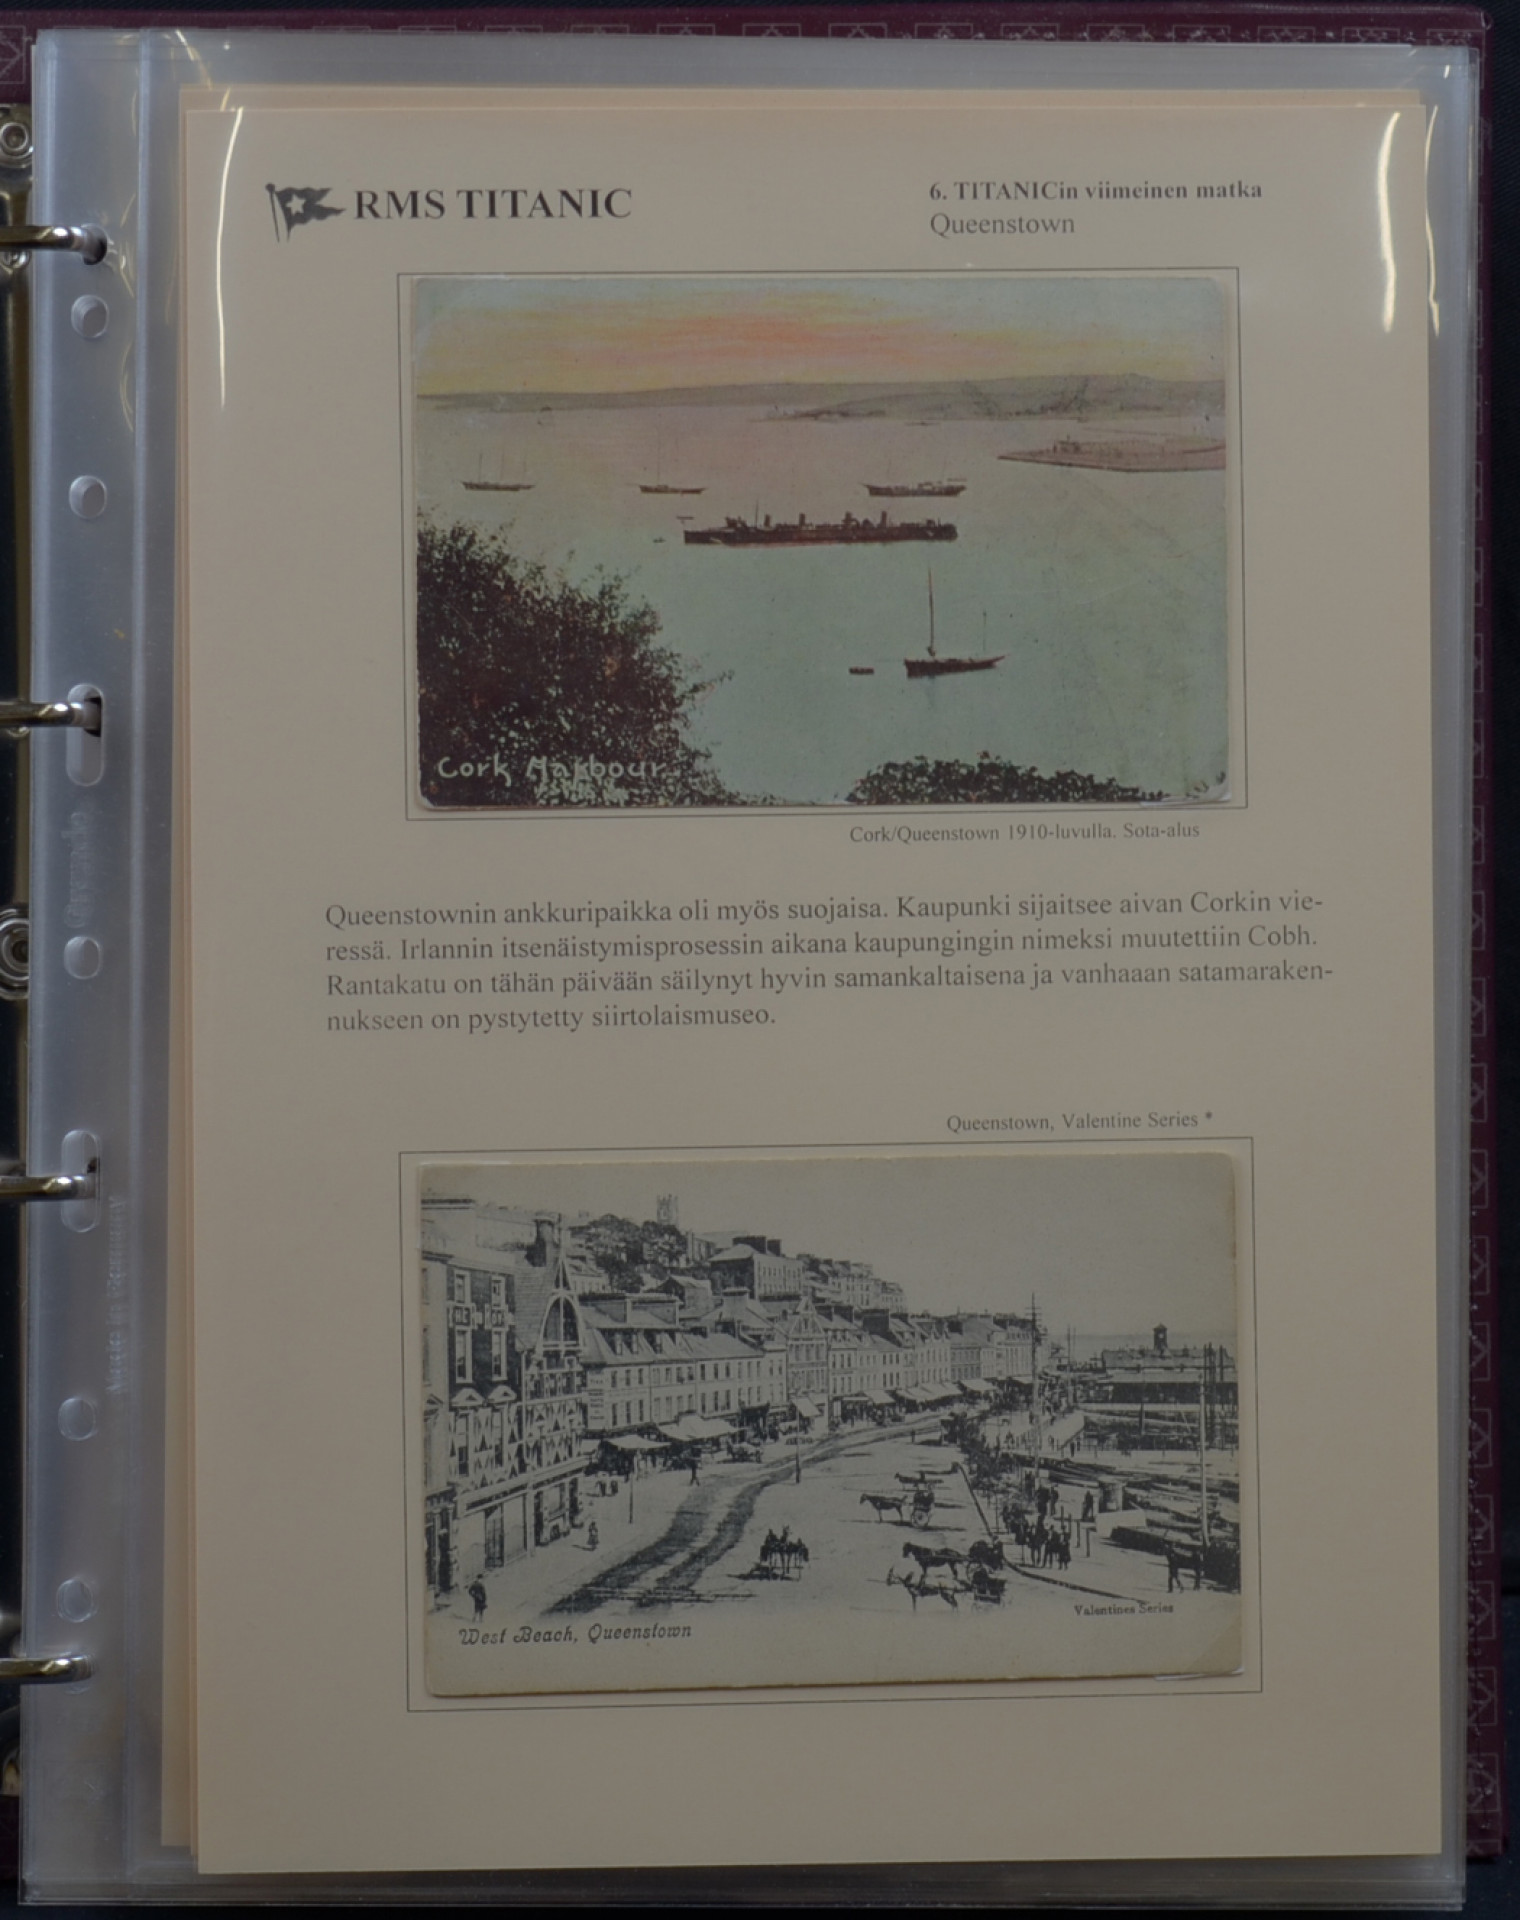 RMS TITANIC
6. TITANICin viimeinen matka
Queenstown
Cork Harbour
Cork/Queenstown 1910-luvulla. Sota-alus
Queenstownin ankkuripaikka oli myös suojaisa. Kaupunki sijaitsee aivan Corkin vie-
ressä. Irlannin itsenäistymisprosessin aikana kaupungingin nimeksi muutettiin Cobh.
Rantakatu on tähän päivään säilynyt hyvin samankaltaisena ja vanhaaan satamaraken-
nukseen on pystytetty siirtolaismuseo.
Queenstown, Valentine Series *
Valentines Series
West Beach, Queenstown